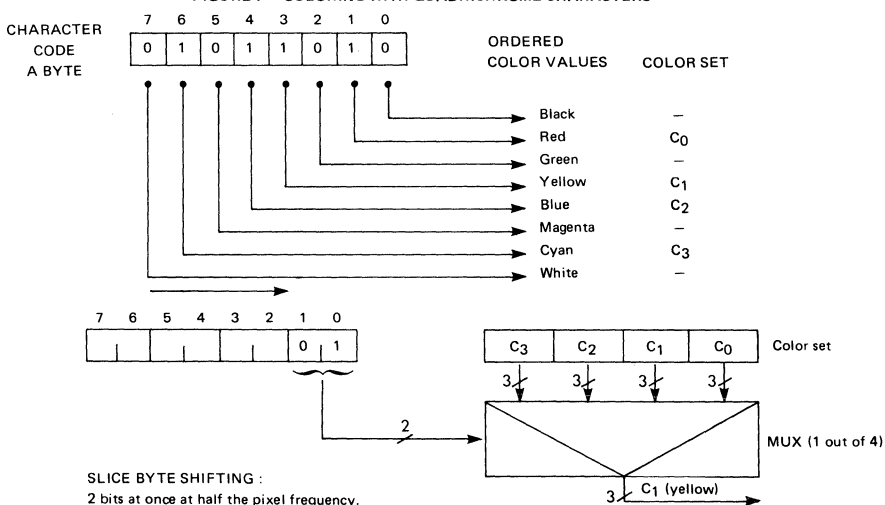 7 6 5 4 3 2 1 0
CHARACTER
CODE
A BYTE
0 1 0 1 1 0 1 0
ORDERED
COLOR VALUES COLOR SET
Black –
Red C0
Green –
Yellow C1
Blue C2
Magenta –
Cyan C3
White –
7 6 5 4 3 2 1 0
0 1
C3 C2 C1 C0 Color set
3 3 3 3
2
MUX (1 out of 4)
3 C1 (yellow)
SLICE BYTE SHIFTING :
2 bits at once at half the pixel frequency.